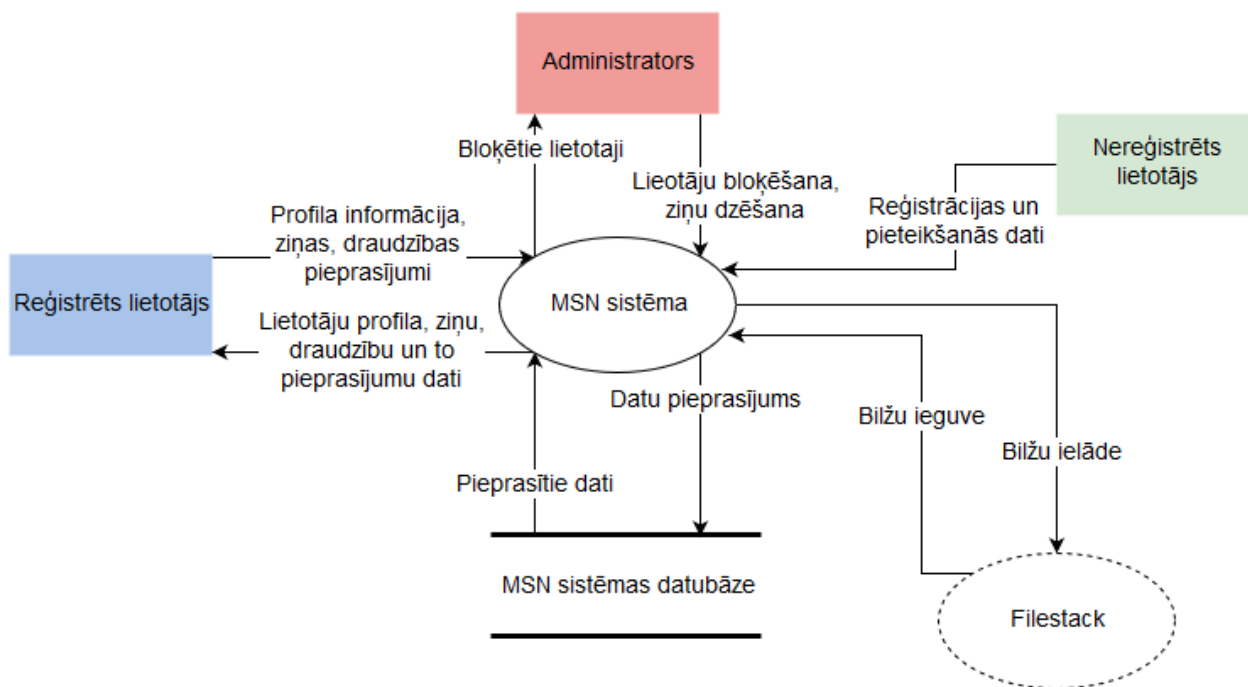 Administrators
Bloķētie lietotaji
Lieotāju bloķēšana,
ziņu dzēšana
Nereģistrēts
lietotājs
Reģistrācijas un
pieteikšanās dati
Profila informācija,
ziņas, draudzības
pieprasījumi
Reģistrēts lietotājs
MSN sistēma
Lietotāju profila, ziņu,
draudzību un to
pieprasījumu dati
Datu pieprasījums
Bilžu ieguve
Bilžu ielāde
Pieprasītie dati
MSN sistēmas datubāze
Filestack